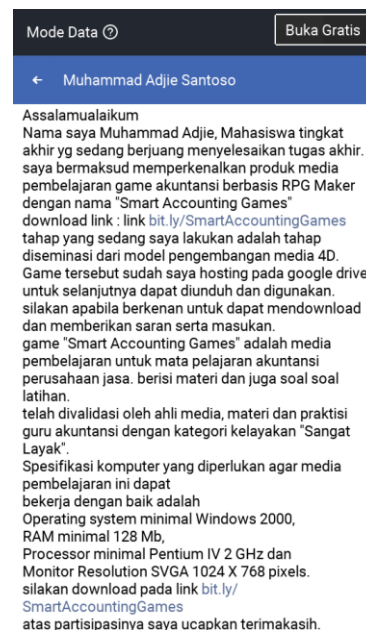 Mode Data ?
Buka Gratis
← Muhammad Adjie Santoso
Assalamualaikum
Nama saya Muhammad Adjie, Mahasiswa tingkat
akhir yg sedang berjuang menyelesaikan tugas akhir.
saya bermaksud memperkenalkan produk media
pembelajaran game akuntansi berbasis RPG Maker
dengan nama "Smart Accounting Games"
download link : link bit.ly/SmartAccountingGames
tahap yang sedang saya lakukan adalah tahap
diseminasi dari model pengembangan media 4D.
Game tersebut sudah saya hosting pada google drive
untuk selanjutnya dapat diunduh dan digunakan.
silakan apabila berkenan untuk dapat mendownload
dan memberikan saran serta masukan.
game "Smart Accounting Games" adalah media
pembelajaran untuk mata pelajaran akuntansi
perusahaan jasa. berisi materi dan juga soal soal
latihan.
telah divalidasi oleh ahli media, materi dan praktisi
guru akuntansi dengan kategori kelayakan "Sangat
Layak".
Spesifikasi komputer yang diperlukan agar media
pembelajaran ini dapat
bekerja dengan baik adalah
Operating system minimal Windows 2000,
RAM minimal 128 Mb,
Processor minimal Pentium IV 2 GHz dan
Monitor Resolution SVGA 1024 X 768 pixels.
silakan download pada link bit.ly/
SmartAccountingGames
atas partisipasinya saya ucapkan terimakasih.